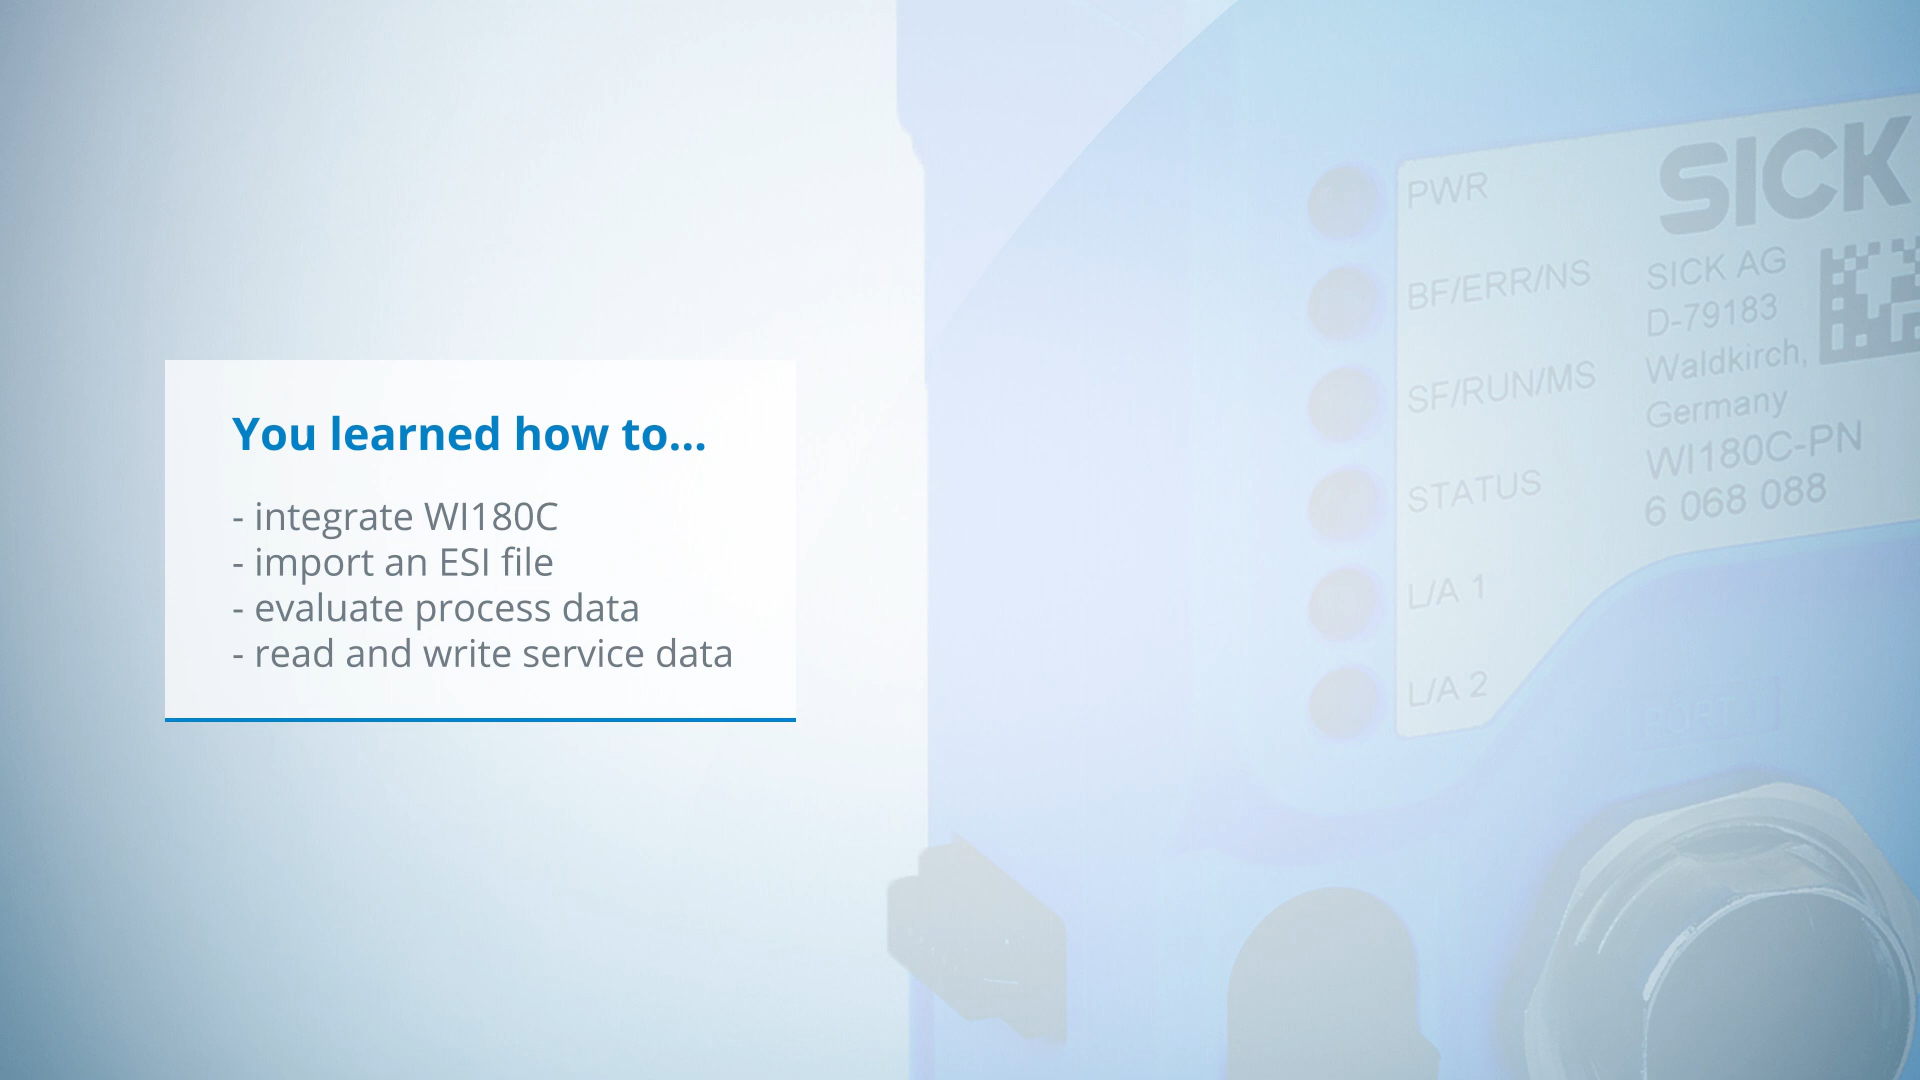 You learned how to...
- integrate WI180C
- import an ESI file
- evaluate process data
- read and write service data
PWR
BF/ERR/NS
SF/RUN/MS
STATUS
L/A 1
L/A 2
SICK
SICK AG
D-79183
Waldkirch,
Germany
WI180C-PN
6 068 088